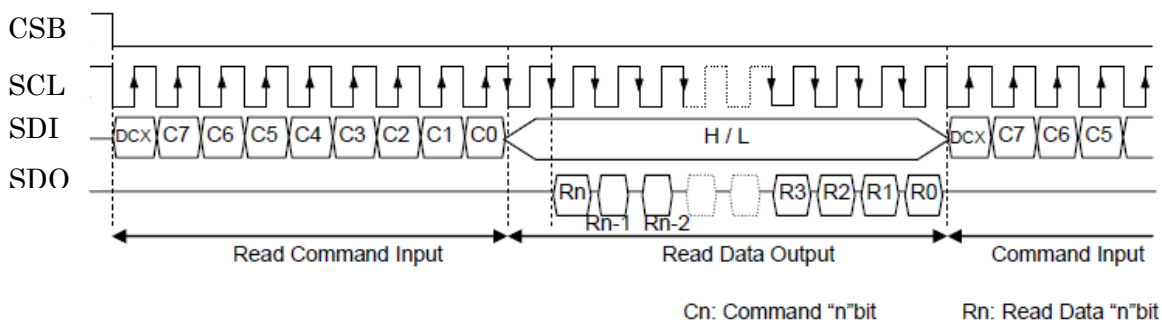 CSB
SCL
SDI DCX C7 C6 C5 C4 C3 C2 C1 C0 H / L DCX C7 C6 C5
SDO Rn R3 R2 R1 R0
Rn-1 Rn-2
Read Command Input Read Data Output Command Input
Cn: Command “n”bit Rn: Read Data “n”bit